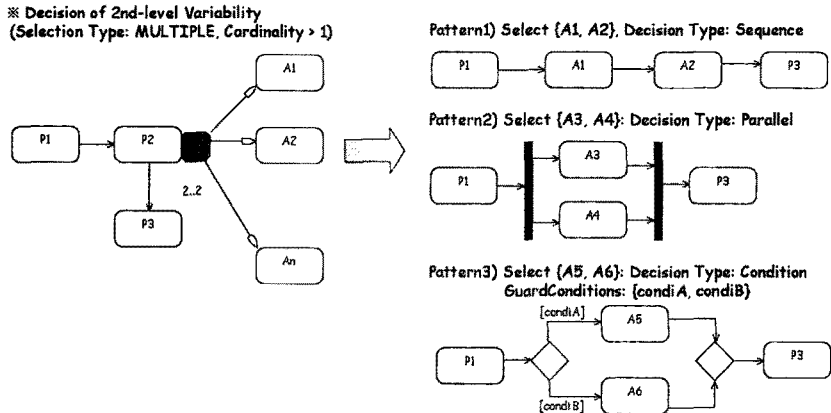 ※ Decision of 2nd-level Variability
(Selection Type: MULTIPLE, Cardinality > 1)
A1
P1
P2
A2
2..2
P3
An
Pattern1) Select {A1, A2}, Decision Type: Sequence
P1
A1
A2
P3
Pattern2) Select {A3, A4}: Decision Type: Parallel
A3
P1
P3
A4
Pattern3) Select {A5, A6}: Decision Type: Condition
GuardConditions: {condiA, condiB}
[condiA]
A5
P1
P3
A6
[condiB]